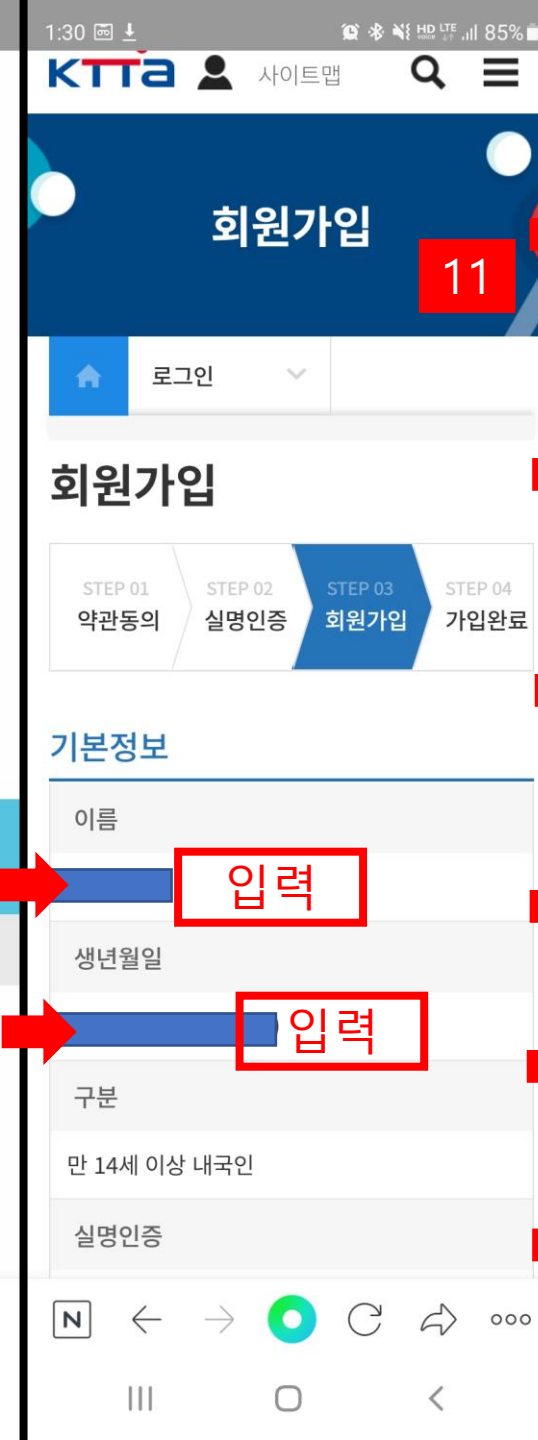 1:30 HD Voice LTE 85%
KTTa 사이트맵
회원가입
11
로그인
회원가입
STEP 01 STEP 02 STEP 03 STEP 04
약관동의 실명인증 회원가입 가입완료
기본정보
이름
입력
생년월일
입력
구분
만 14세 이상 내국인
실명인증
N